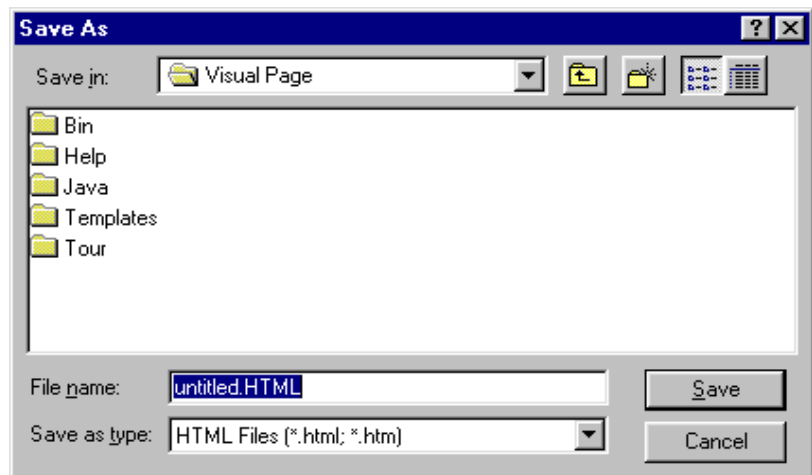 Save As
Save in: Visual Page
Bin
Help
Java
Templates
Tour
File name: untitled.HTML Save
Save as type: HTML Files (*.html; *.htm) Cancel